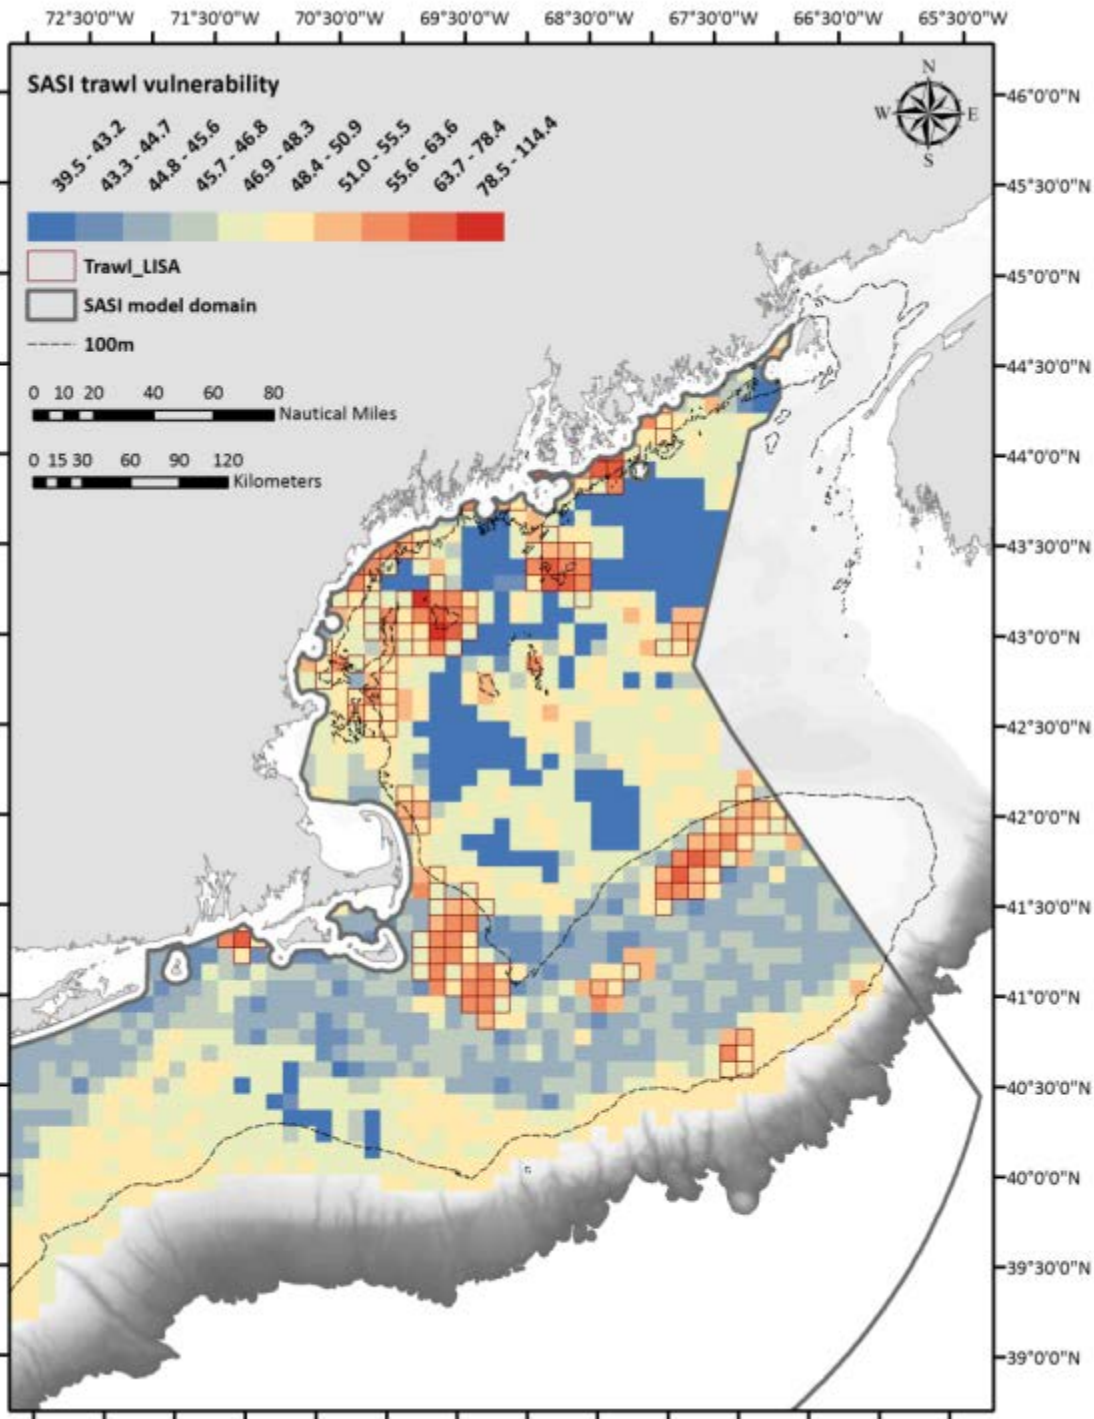 72°30'0"W 71°30'0"W 70°30'0"W 69°30'0"W 68°30'0"W 67°30'0"W 66°30'0"W 65°30'0"W
SASI trawl vulnerability
39.5 - 43.2
43.3 - 44.7
44.8 - 45.6
45.7 - 46.8
46.9 - 48.3
48.4 - 50.9
51.0 - 55.5
55.6 - 63.6
63.7 - 78.4
78.5 - 114.4
Trawl_LISA
SASI model domain
100m
0 10 20 40 60 80
Nautical Miles
0 15 30 60 90 120
Kilometers
N
W E
S
46°0'0"N
45°30'0"N
45°0'0"N
44°30'0"N
44°0'0"N
43°30'0"N
43°0'0"N
42°30'0"N
42°0'0"N
41°30'0"N
41°0'0"N
40°30'0"N
40°0'0"N
39°30'0"N
39°0'0"N